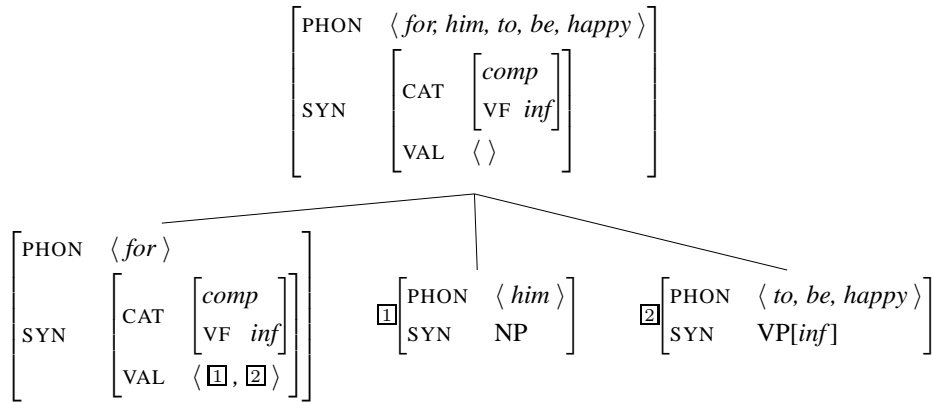 PHON ⟨ for, him, to, be, happy ⟩
SYN
CAT
comp
VF inf
VAL ⟨ ⟩
PHON ⟨ for ⟩
SYN
CAT
comp
VF inf
VAL ⟨ 1 , 2 ⟩
1
PHON ⟨ him ⟩
SYN NP
2
PHON ⟨ to, be, happy ⟩
SYN VP[inf]